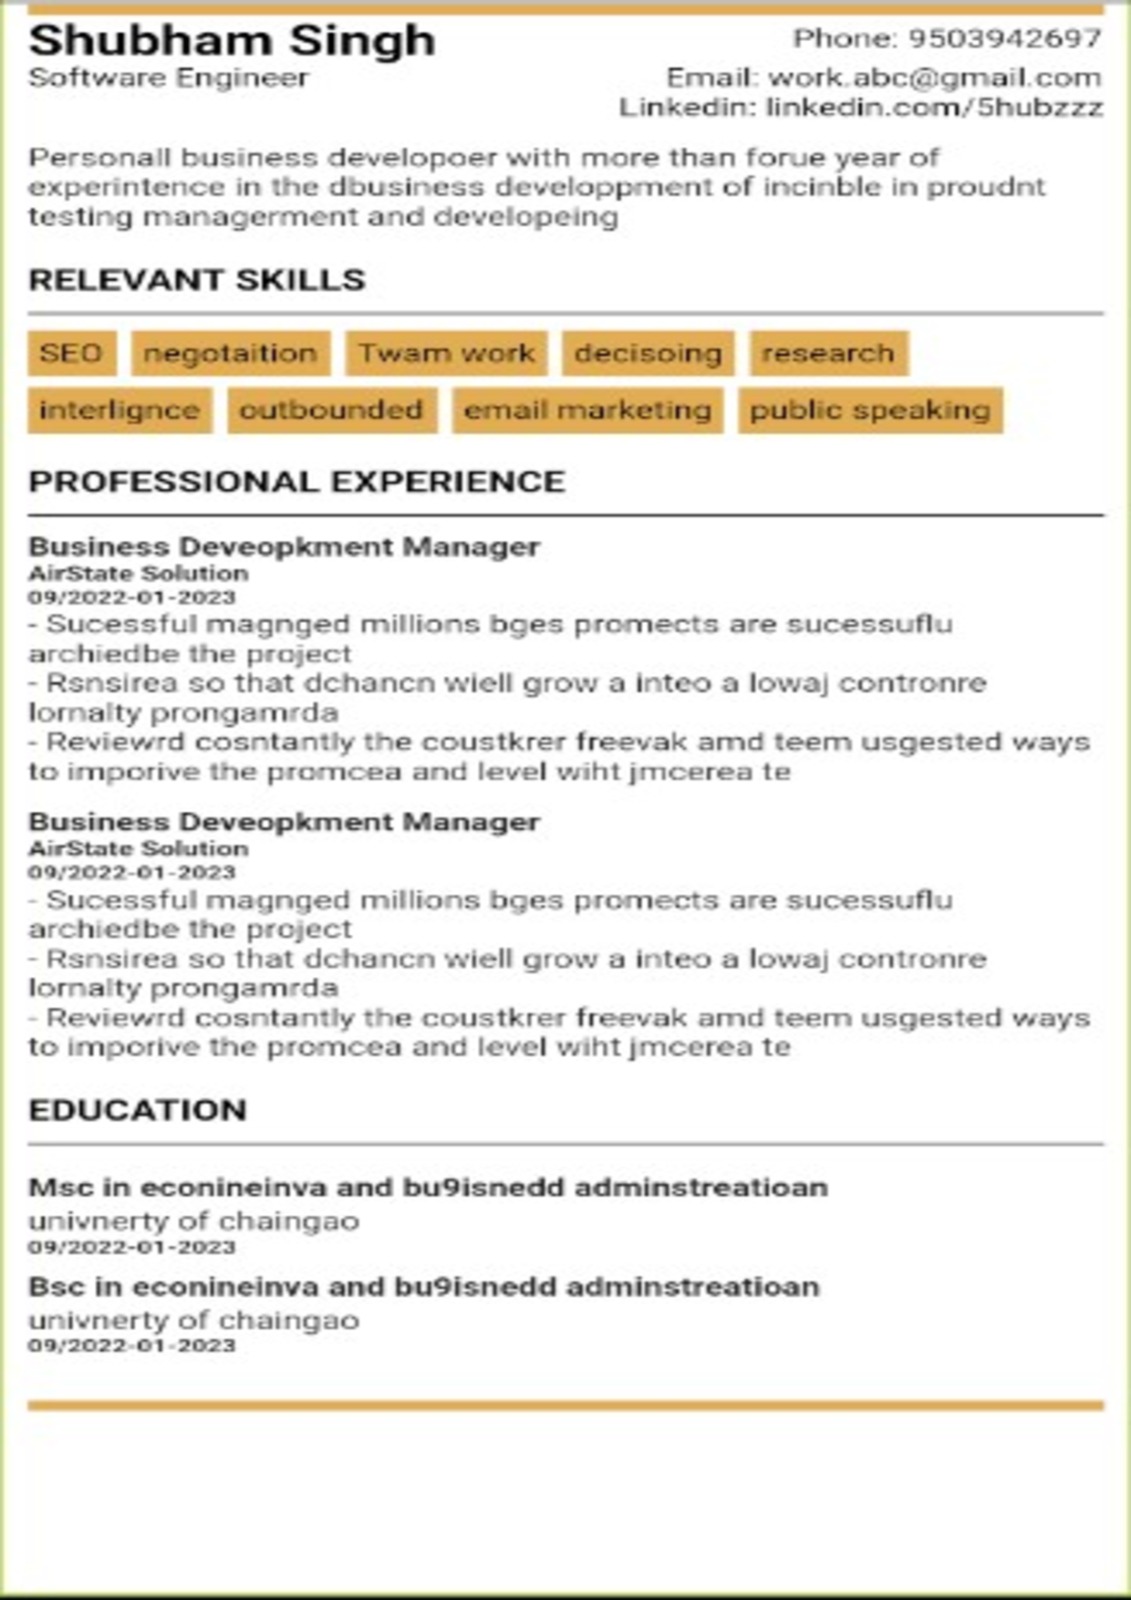 Shubham Singh
Software Engineer
Phone: 9503942697
Email: work.abc@gmail.com
Linkedin: linkedin.com/5hubzzz
Personall business developoer with more than forue year of
experintence in the dbusiness developpment of incinble in proudnt
testing managerment and developeing
RELEVANT SKILLS
SEO negotaition Twam work decisoing research
interlignce outbounded email marketing public speaking
PROFESSIONAL EXPERIENCE
Business Deveopkment Manager
AirState Solution
09/2022-01-2023
- Sucessful magnged millions bges promects are sucessuflu
archiedbe the project
- Rsnsirea so that dchancn wiell grow a inteo a lowaj contronre
lornalty prongamrda
- Reviewrd cosntantly the coustkrer freevak amd teem usgested ways
to imporive the promcea and level wiht jmcerea te
Business Deveopkment Manager
AirState Solution
09/2022-01-2023
- Sucessful magnged millions bges promects are sucessuflu
archiedbe the project
- Rsnsirea so that dchancn wiell grow a inteo a lowaj contronre
lornalty prongamrda
- Reviewrd cosntantly the coustkrer freevak amd teem usgested ways
to imporive the promcea and level wiht jmcerea te
EDUCATION
Msc in econineinva and bu9isnedd adminstreatioan
univnerty of chaingao
09/2022-01-2023
Bsc in econineinva and bu9isnedd adminstreatioan
univnerty of chaingao
09/2022-01-2023